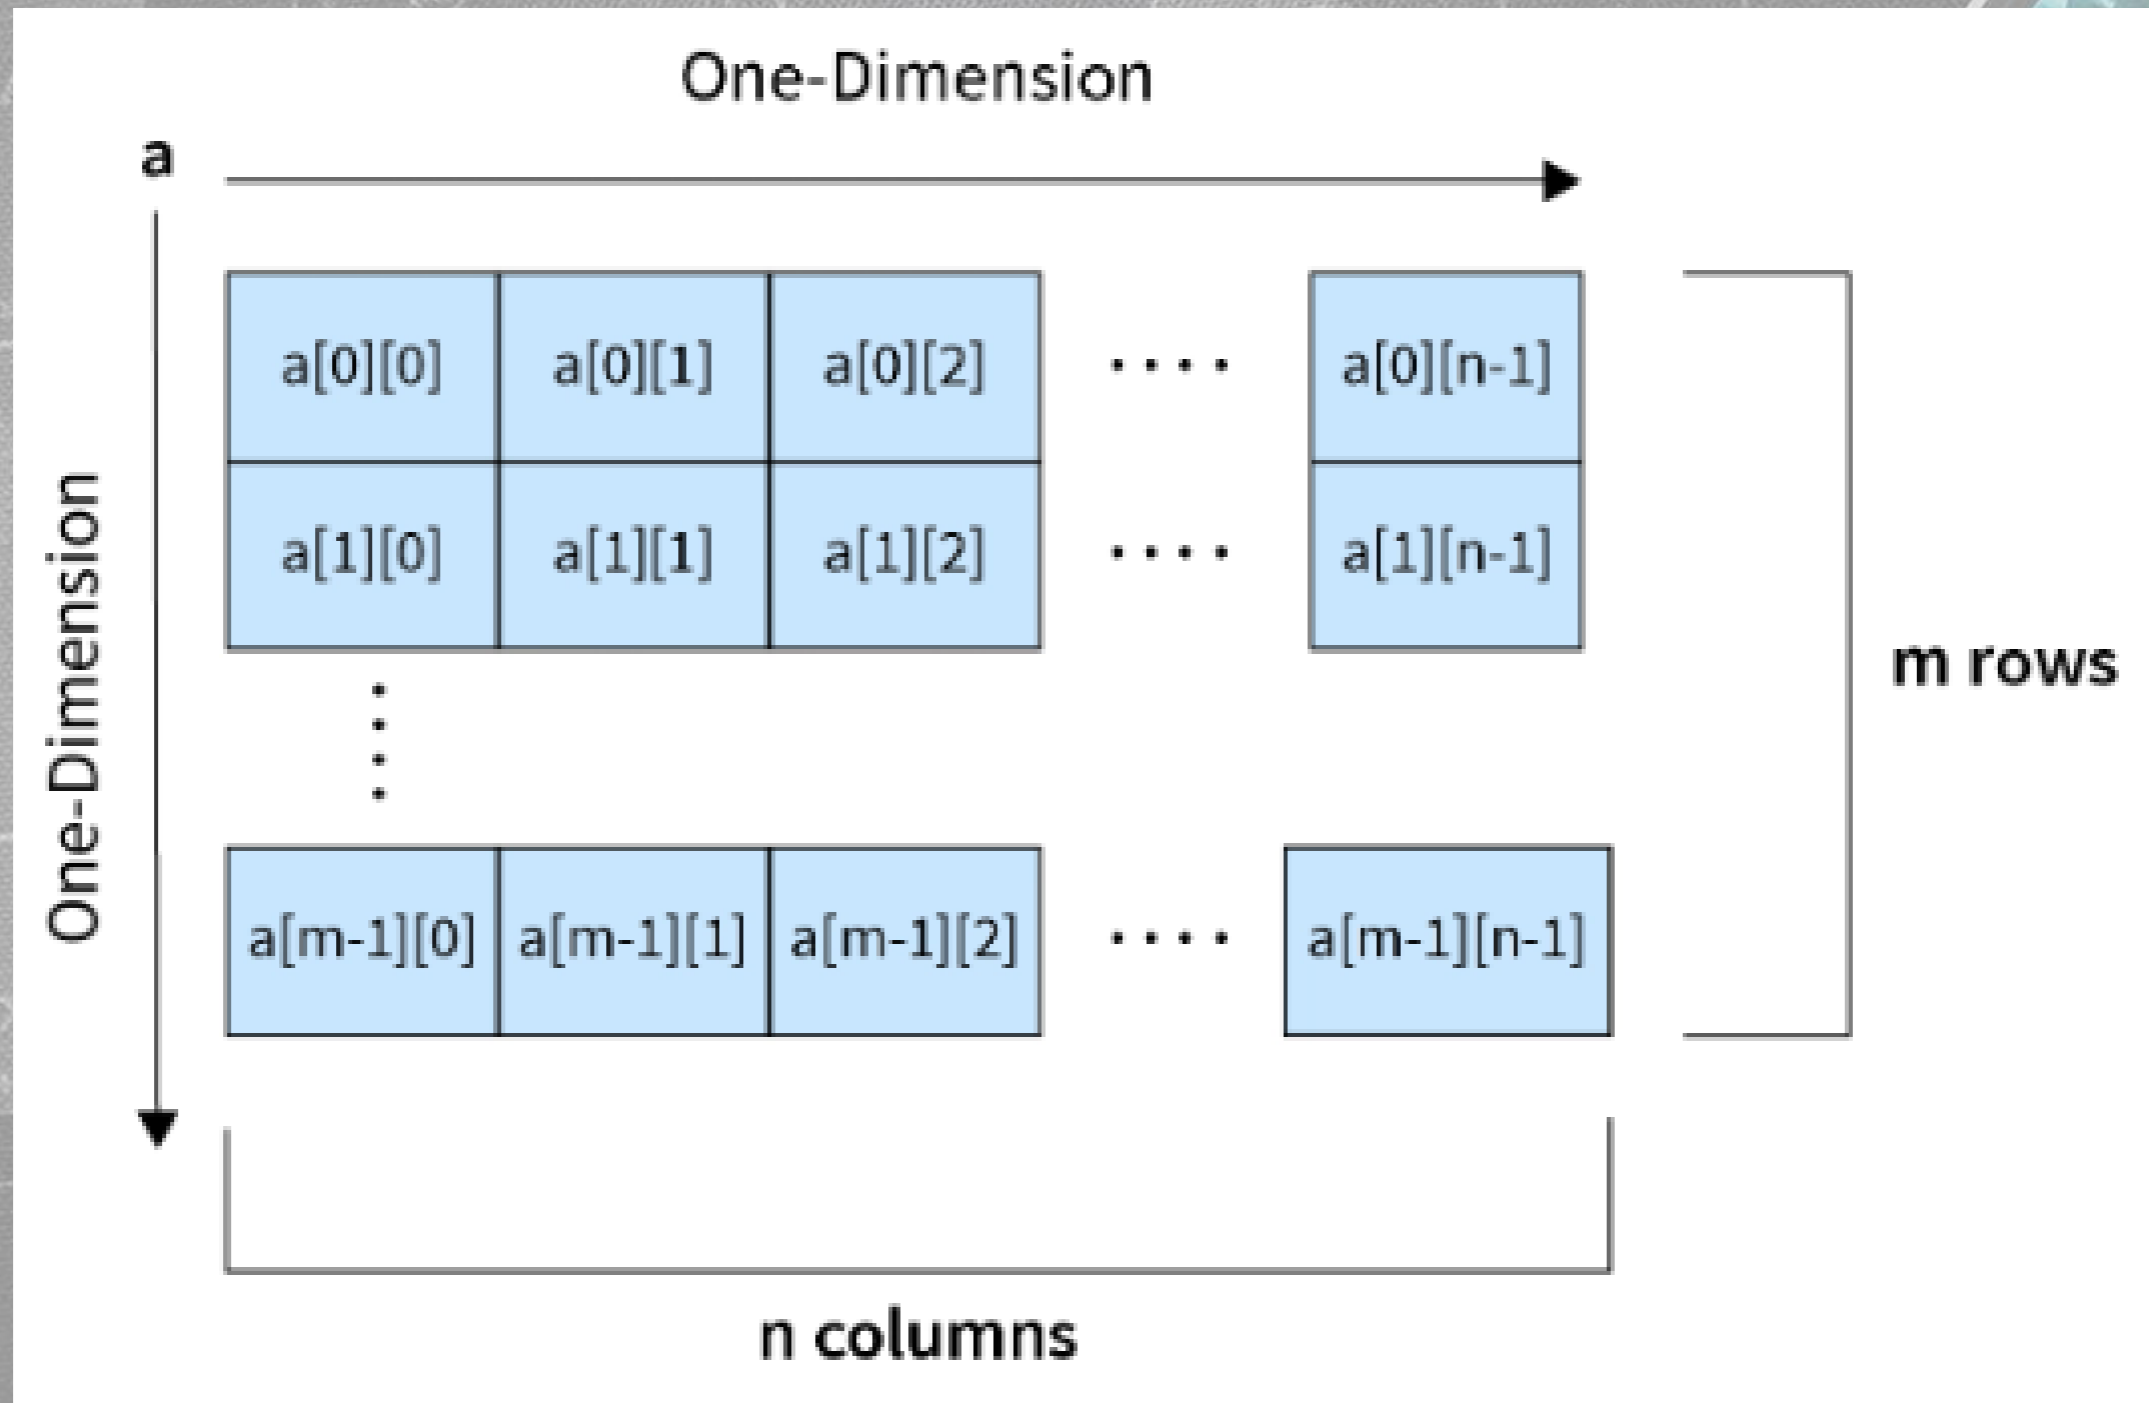 One-Dimension
a
One-Dimension
a[0][0] a[0][1] a[0][2] .... a[0][n-1]
a[1][0] a[1][1] a[1][2] .... a[1][n-1]
....
a[m-1][0] a[m-1][1] a[m-1][2] .... a[m-1][n-1]
m rows
n columns